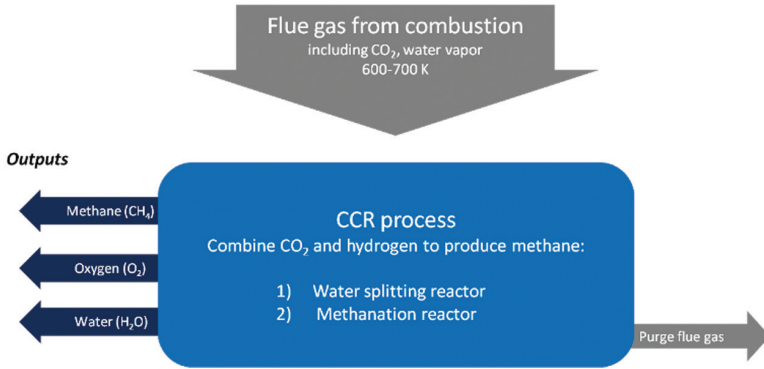 Flue gas from combustion
including CO₂, water vapor
600-700 K
Outputs
Methane (CH₄)
Oxygen (O₂)
Water (H₂O)
CCR process
Combine CO₂ and hydrogen to produce methane:
1) Water splitting reactor
2) Methanation reactor
Purge flue gas